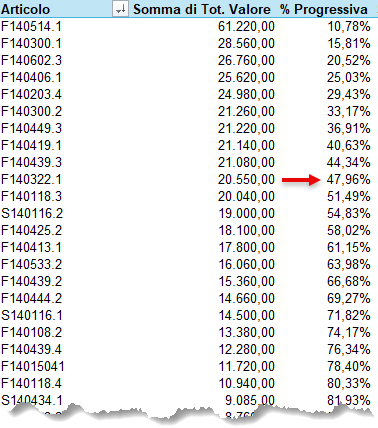 Articolo Somma di Tot. Valore % Progressiva
F140514.1 61.220,00 10,78%
F140300.1 28.560,00 15,81%
F140602.3 26.760,00 20,52%
F140406.1 25.620,00 25,03%
F140203.4 24.980,00 29,43%
F140300.2 21.260,00 33,17%
F140449.3 21.220,00 36,91%
F140419.1 21.140,00 40,63%
F140439.3 21.080,00 44,34%
F140322.1 20.550,00 47,96%
F140118.3 20.040,00 51,49%
S140116.2 19.000,00 54,83%
F140425.2 18.100,00 58,02%
F140413.1 17.800,00 61,15%
F140533.2 16.060,00 63,98%
F140439.2 15.360,00 66,68%
F140444.2 14.660,00 69,27%
S140116.1 14.500,00 71,82%
F140108.2 13.380,00 74,17%
F140439.4 12.280,00 76,34%
F14015041 11.720,00 78,40%
F140118.4 10.940,00 80,33%
S140434.1 9.085,00 81,93%